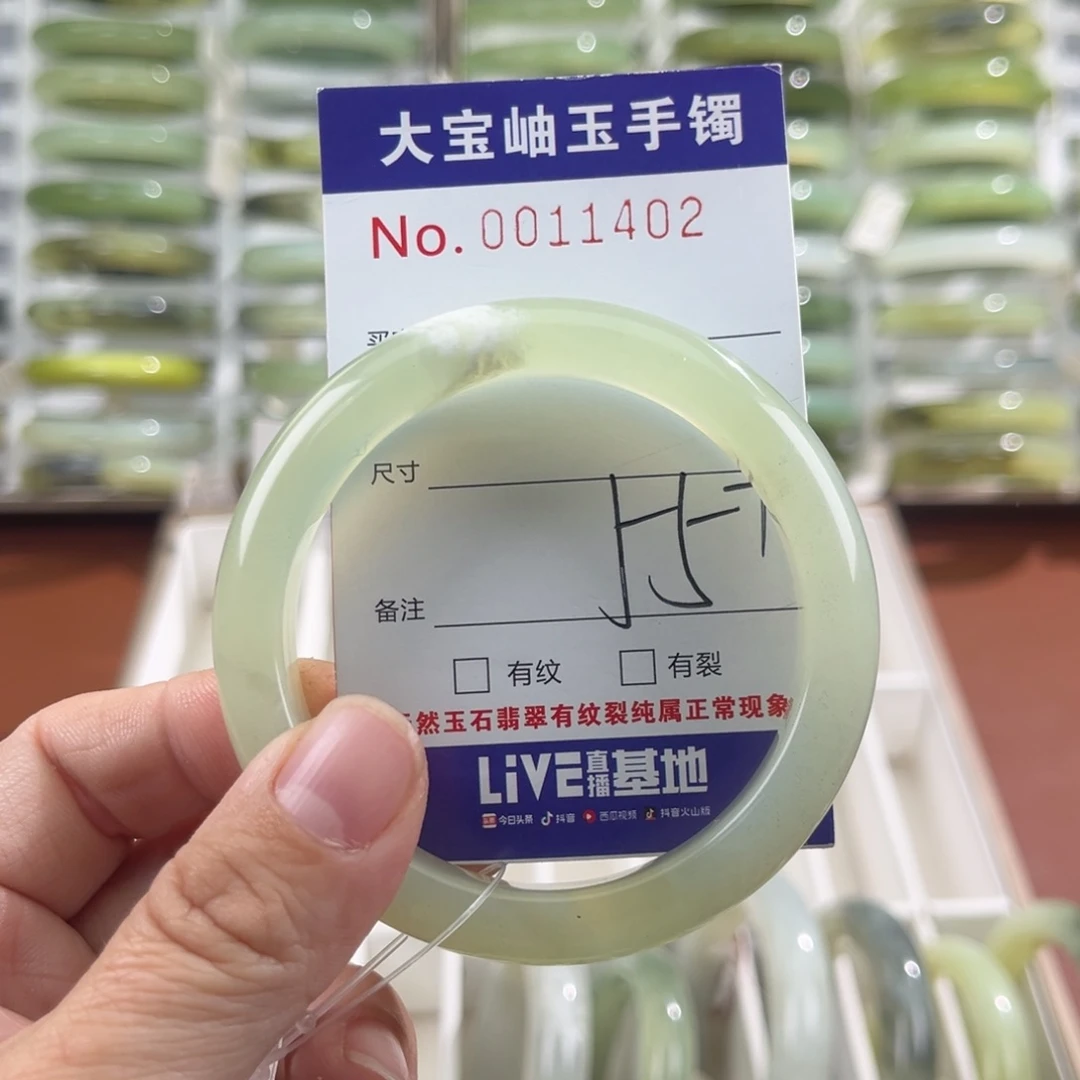 大宝岫玉手镯
No. 0011402
买
尺寸
备注
有纹 有裂
然玉石翡翠有纹裂纯属正常现象
LiVE直播基地
今日头条 抖音 西瓜视频 抖音火山版